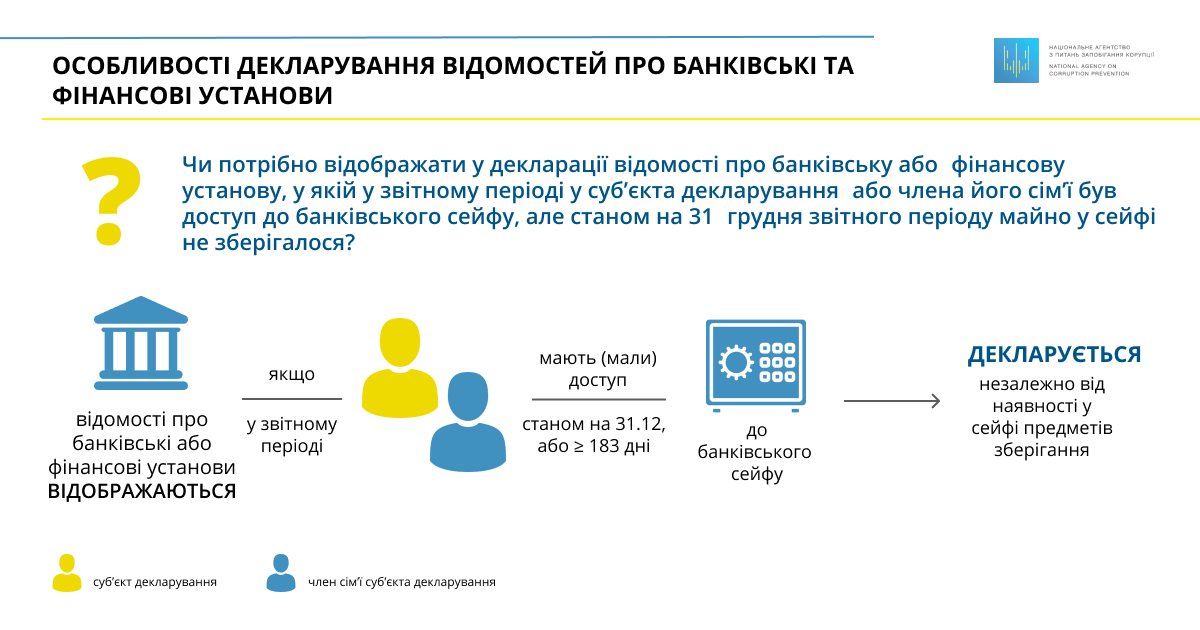 ОСОБЛИВОСТІ ДЕКЛАРУВАННЯ ВІДОМОСТЕЙ ПРО БАНКІВСЬКІ ТА
ФІНАНСОВІ УСТАНОВИ
НАЦІОНАЛЬНЕ АГЕНТСТВО
З ПИТАНЬ ЗАПОБІГАННЯ КОРУПЦІЇ
NATIONAL AGENCY ON
CORRUPTION PREVENTION
?
Чи потрібно відображати у декларації відомості про банківську або фінансову
установу, у якій у звітному періоді у суб’єкта декларування або члена його сім’ї був
доступ до банківського сейфу, але станом на 31 грудня звітного періоду майно у сейфі
не зберігалося?
відомості про
банківські або
фінансові установи
ВІДОБРАЖАЮТЬСЯ
якщо
у звітному
періоді
мають (мали)
доступ
станом на 31.12,
або ≥ 183 дні
до
банківського
сейфу
ДЕКЛАРУЄТЬСЯ
незалежно від
наявності у
сейфі предметів
зберігання
суб’єкт декларування
член сім’ї суб’єкта декларування